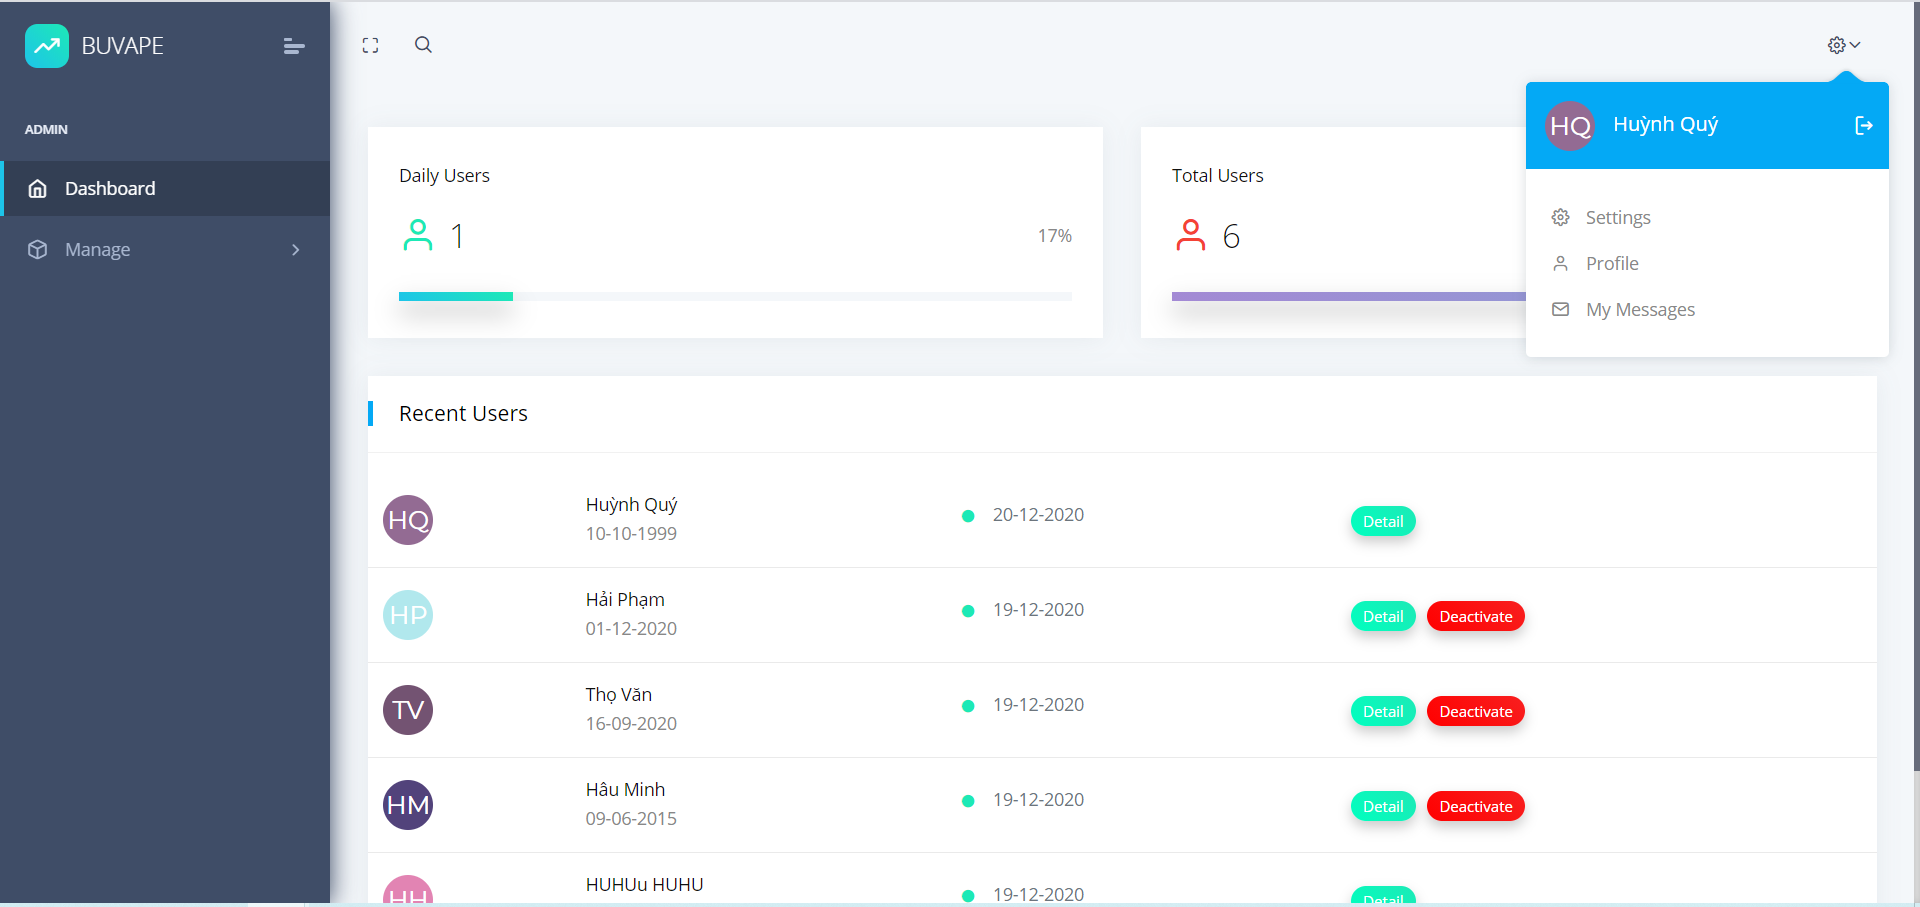 BUVAPE
ADMIN
Dashboard
Manage
HQ Huỳnh Quý
Settings
Profile
My Messages
Daily Users
1
17%
Total Users
6
Recent Users
HQ
Huỳnh Quý
10-10-1999
20-12-2020
Detail
HP
Hải Phạm
01-12-2020
19-12-2020
Detail Deactivate
TV
Thọ Văn
16-09-2020
19-12-2020
Detail Deactivate
HM
Hâu Minh
09-06-2015
19-12-2020
Detail Deactivate
HH
HUHUu HUHU
19-12-2020
Detail